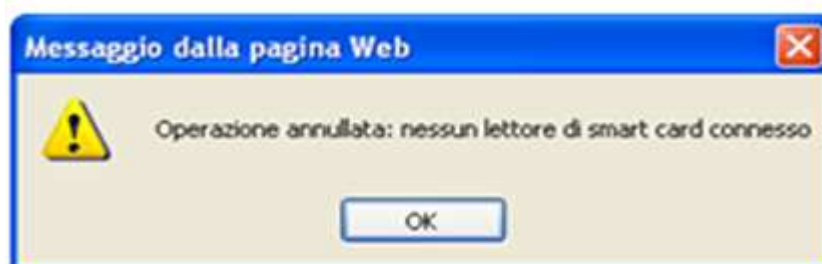 Messaggio dalla pagina Web
Operazione annullata: nessun lettore di smart card connesso
OK